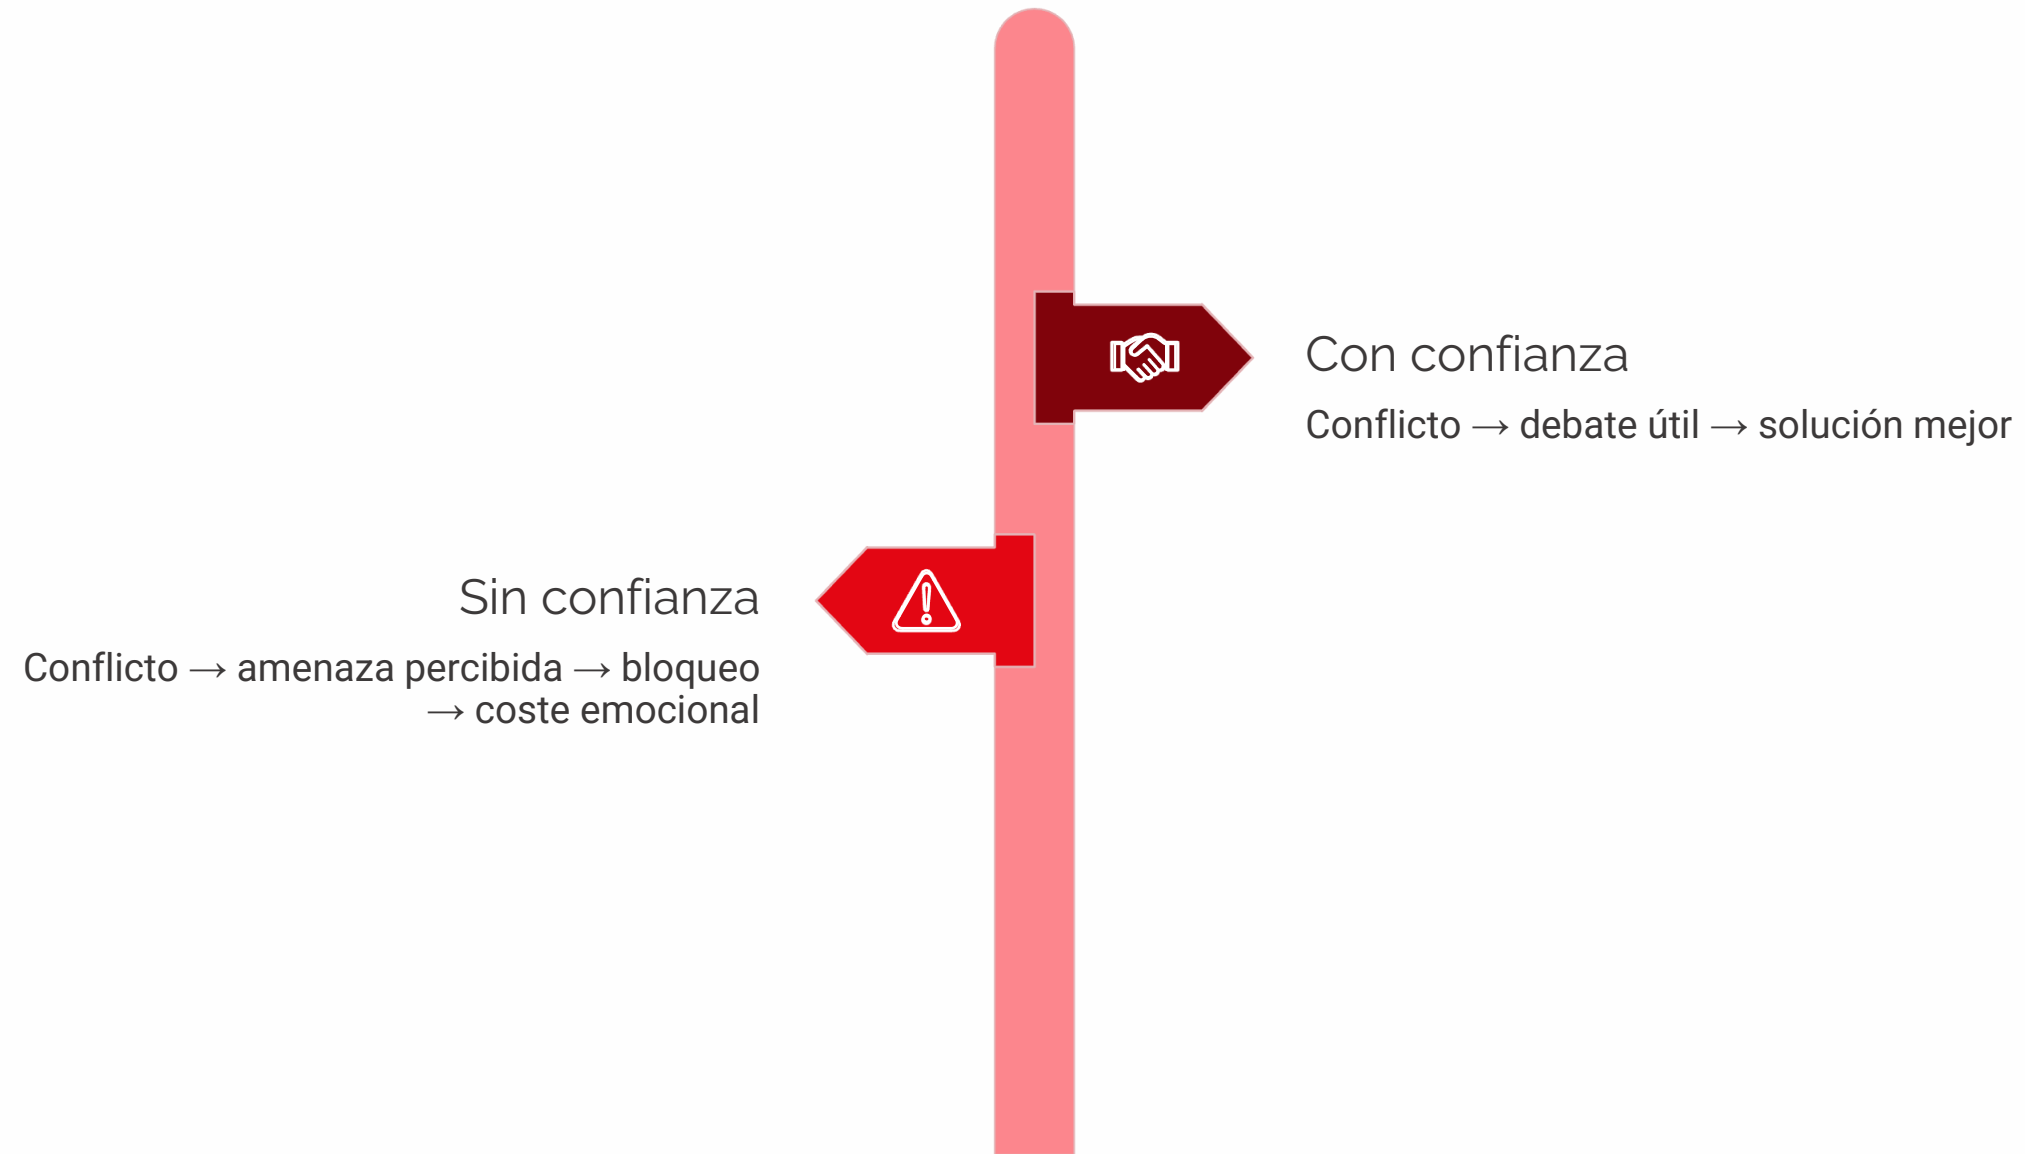 Con confianza
Conflicto → debate útil → solución mejor
Sin confianza
Conflicto → amenaza percibida → bloqueo
→ coste emocional